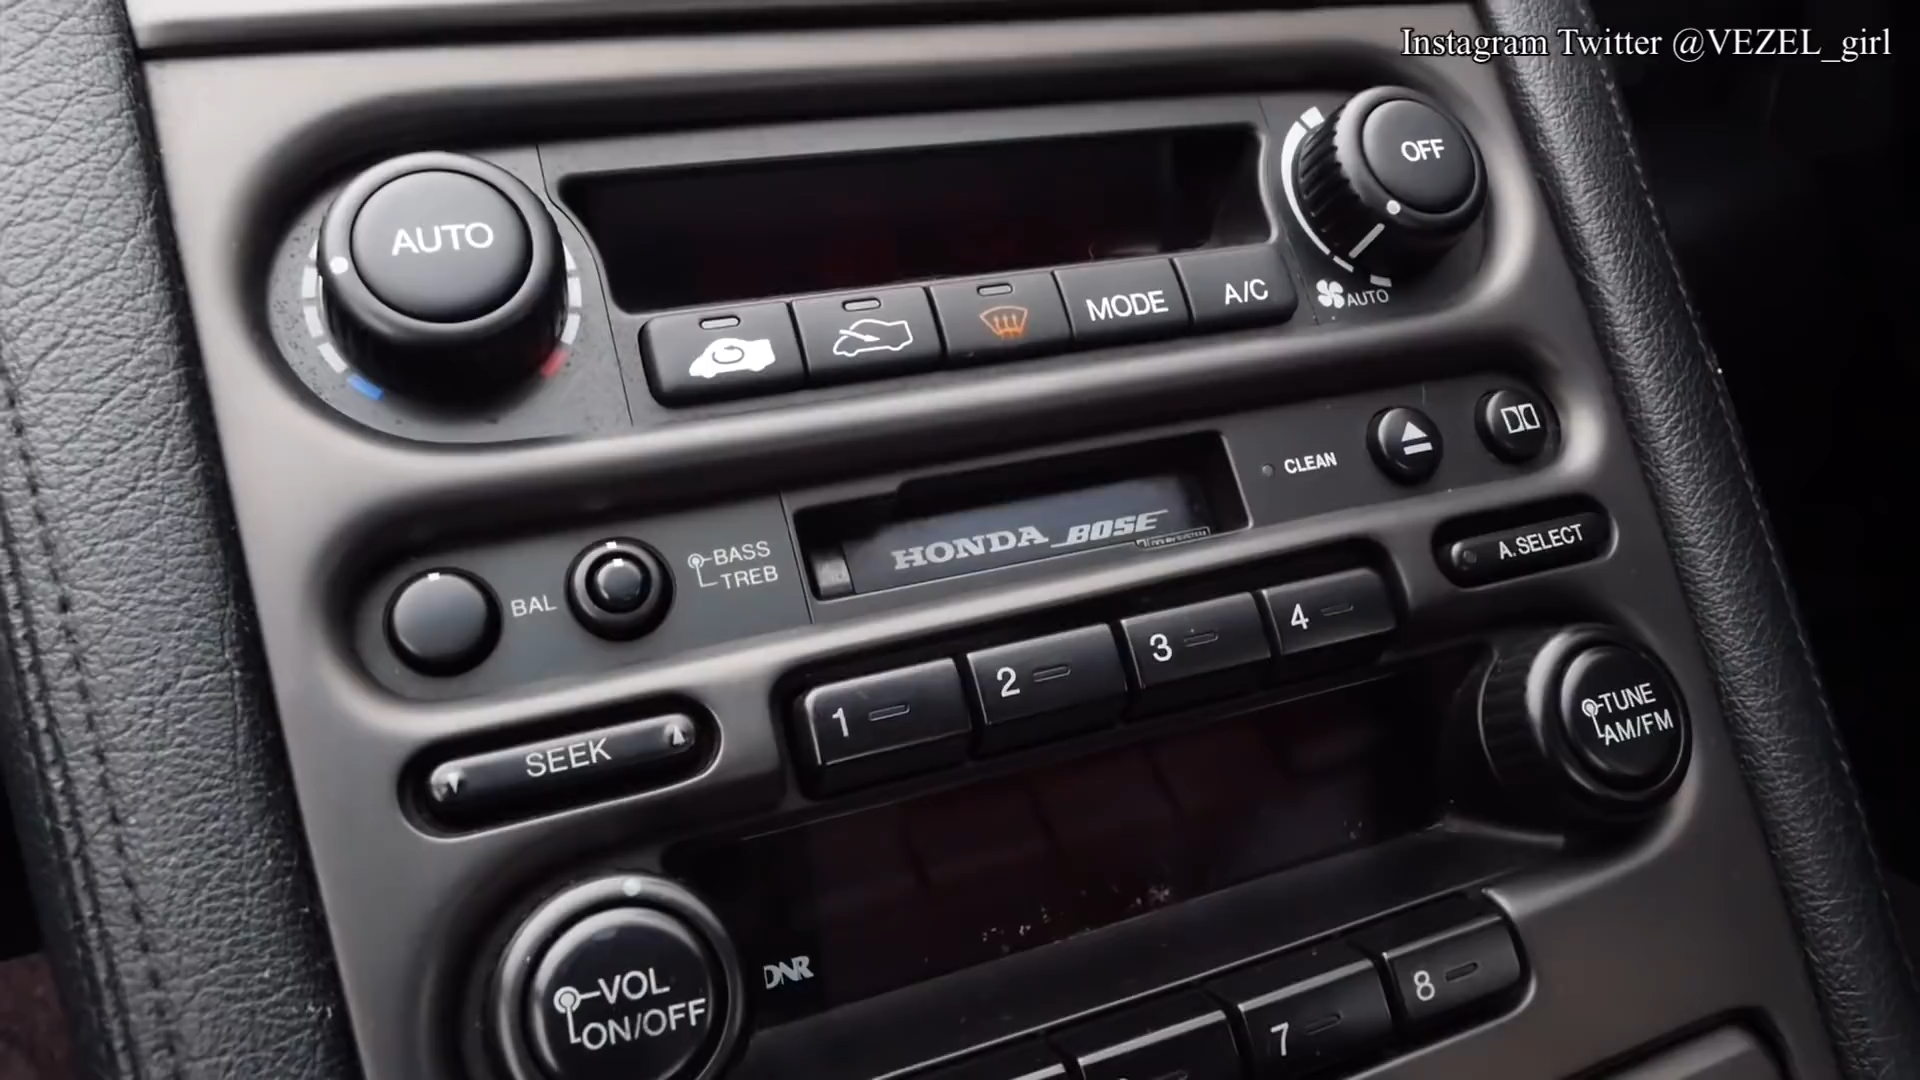 Instagram Twitter @VEZEL_girl
AUTO
OFF
MODE
A/C
AUTO
CLEAN
HONDA BOSE
A.SELECT
BAL
BASS
TREB
1
2
3
4
SEEK
TUNE
AM/FM
VOL
ON/OFF
DNR
7
8